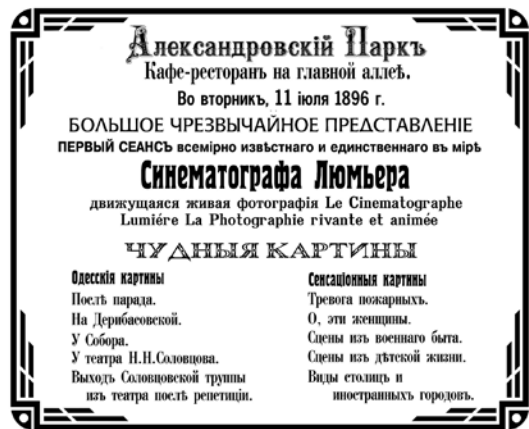 Александровскій Паркъ
Кафе-ресторанъ на главной аллеѣ.
Во вторникъ, 11 іюля 1896 г.
БОЛЬШОЕ ЧРЕЗВЫЧАЙНОЕ ПРЕДСТАВЛЕНІЕ
ПЕРВЫЙ СЕАНСЪ всемірно извѣстнаго и единственнаго въ мірѣ
Синематографа Люмьера
движущаяся живая фотографія Le Cinematographe
Lumiére La Photographie rivante et animée
ЧУДНЫЯ КАРТИНЫ
Одесскія картины
Послѣ парада.
На Дерибасовской.
У Собора.
У театра Н.Н.Соловцова.
Выходъ Соловцовской труппы
изъ театра послѣ репетиціи.
Сенсаціонныя картины
Тревога пожарныхъ.
О, эти женщины.
Сцены изъ военнаго быта.
Сцены изъ дѣтской жизни.
Виды столицъ и
иностранныхъ городовъ.